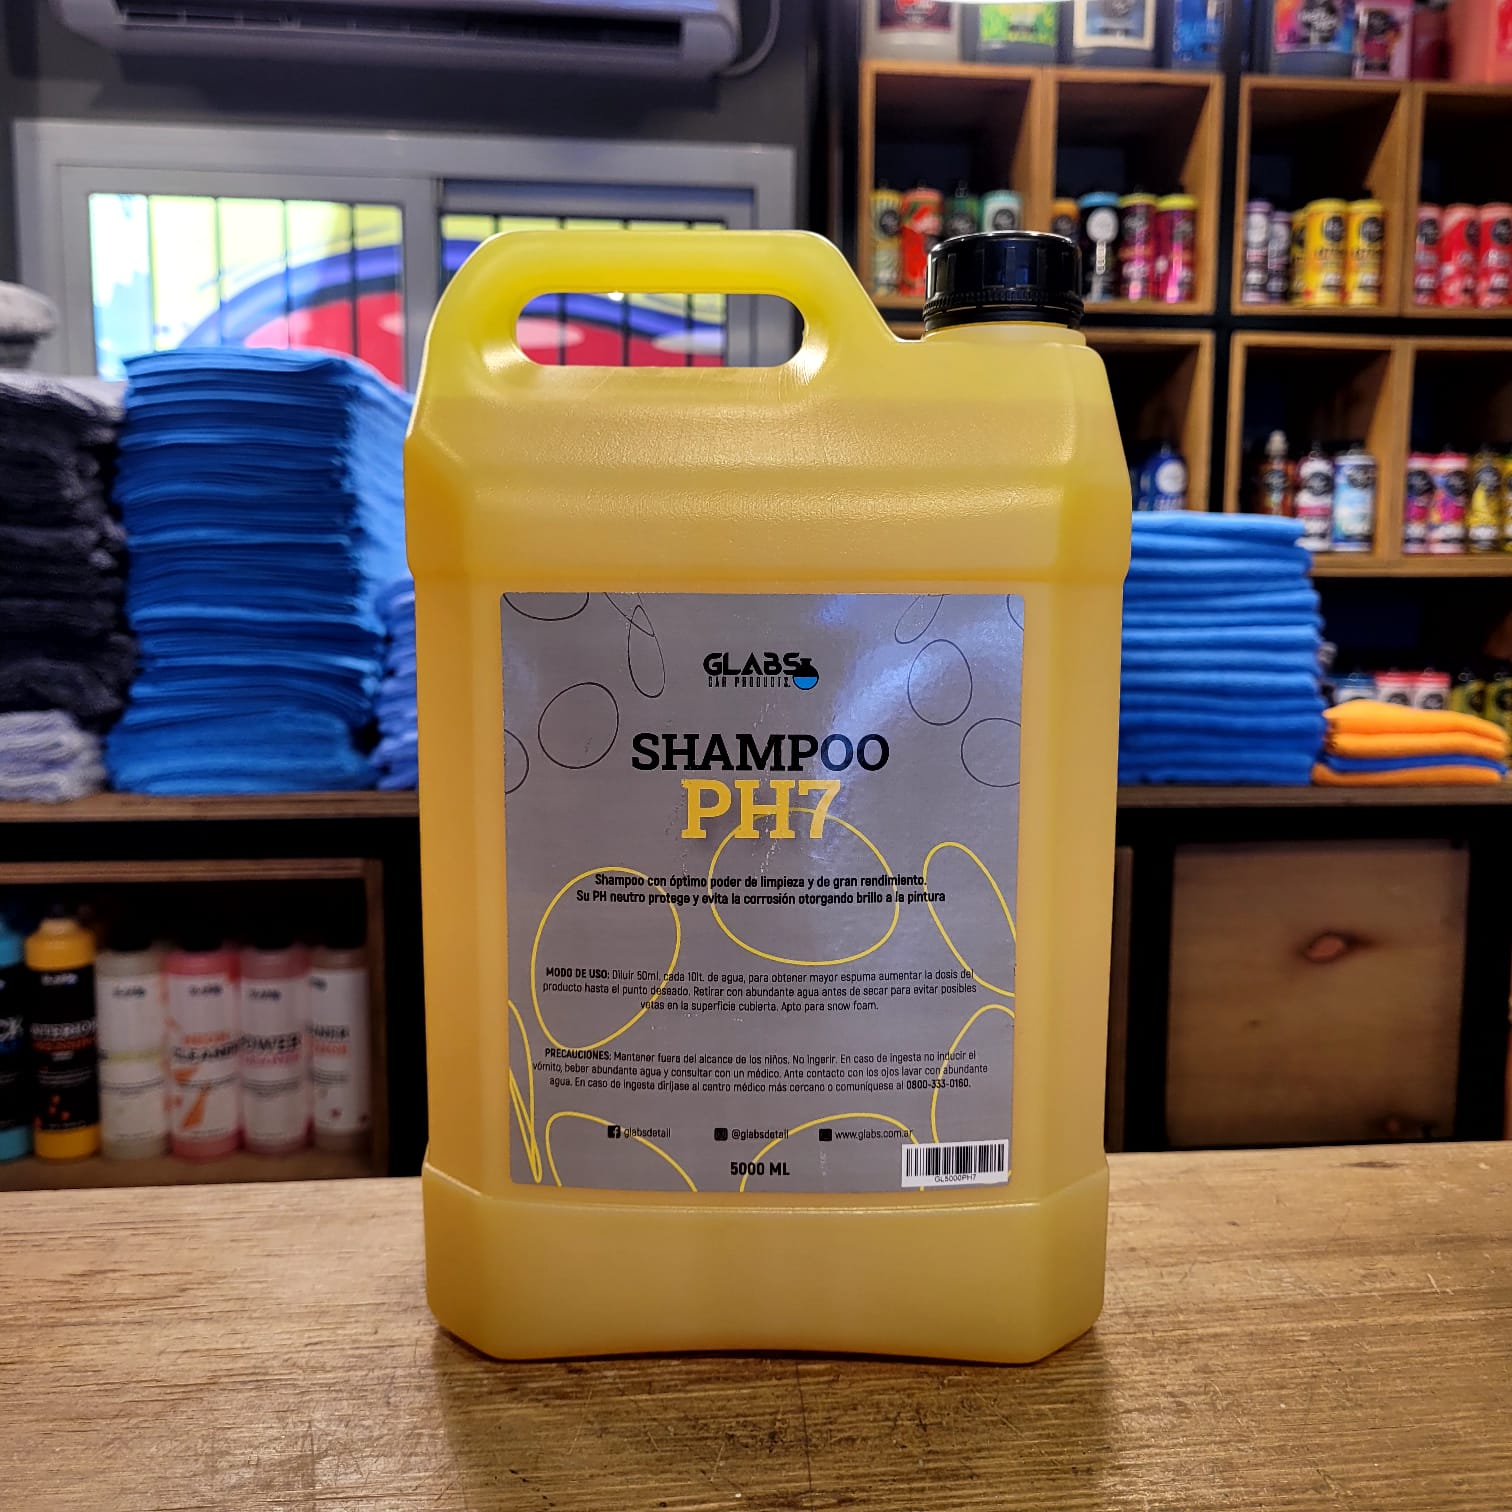 GLABS
CAR PRODUCTS
SHAMPOO
PH7
Shampoo con óptimo poder de limpieza y de gran rendimiento.
Su PH neutro protege y evita la corrosión otorgando brillo a la pintura
MODO DE USO: Diluir 50ml. cada 10lt. de agua, para obtener mayor espuma aumentar la dosis del
producto hasta el punto deseado. Retirar con abundante agua antes de secar para evitar posibles
vetas en la superficie cubierta. Apto para snow foam.
PRECAUCIONES: Mantener fuera del alcance de los niños. No Ingerir. En caso de ingesta no inducir el
vómito, beber abundante agua y consultar con un médico. Ante contacto con los ojos lavar con abundante
agua. En caso de ingesta diríjase al centro médico más cercano o comuníquese al 0800-333-0160.
glabsdetail @glabsdetail www.glabs.com.ar
5000 ML
GL5000PH7